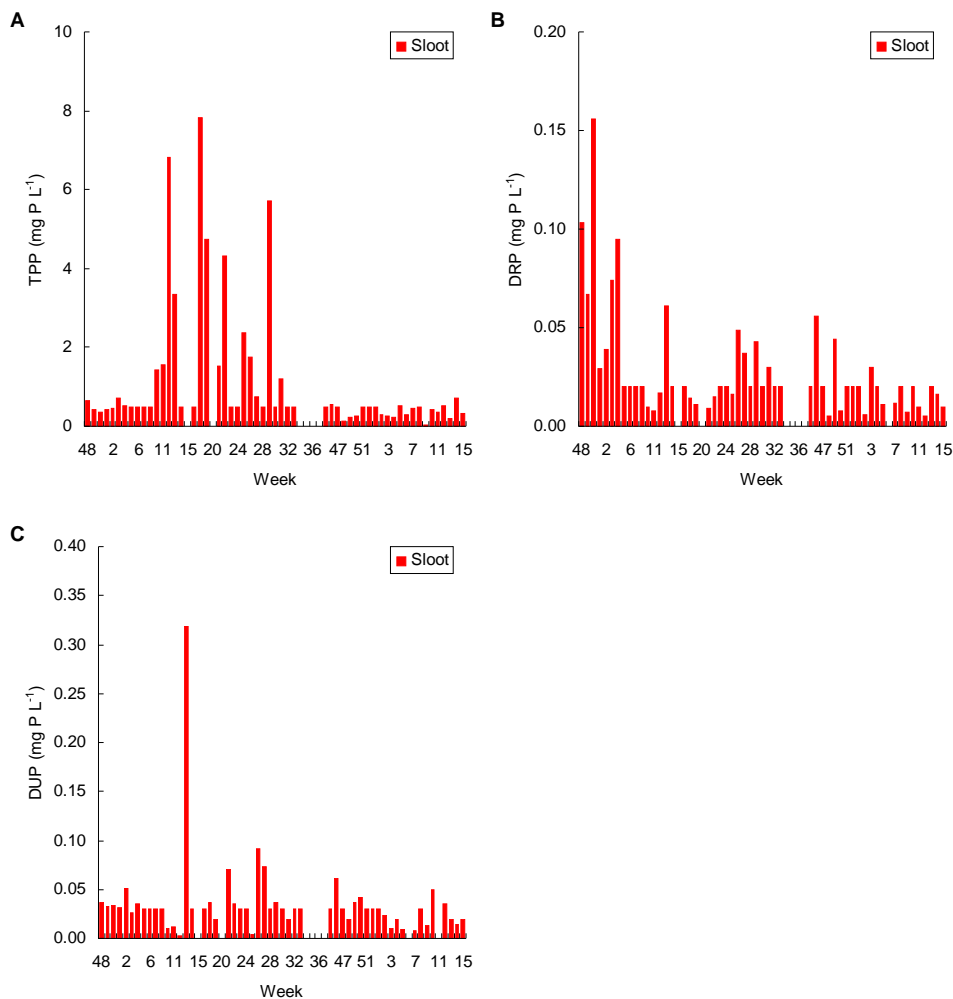 A
B
10
8
6
4
2
0
TPP (mg P L-1)
Sloot
48 2 6 11 15 20 24 28 32 36 47 51 3 7 11 15
Week
0.20
0.15
0.10
0.05
0.00
DRP (mg P L-1)
Sloot
48 2 6 11 15 20 24 28 32 36 47 51 3 7 11 15
Week
C
0.40
0.35
0.30
0.25
0.20
0.15
0.10
0.05
0.00
DUP (mg P L-1)
Sloot
48 2 6 11 15 20 24 28 32 36 47 51 3 7 11 15
Week